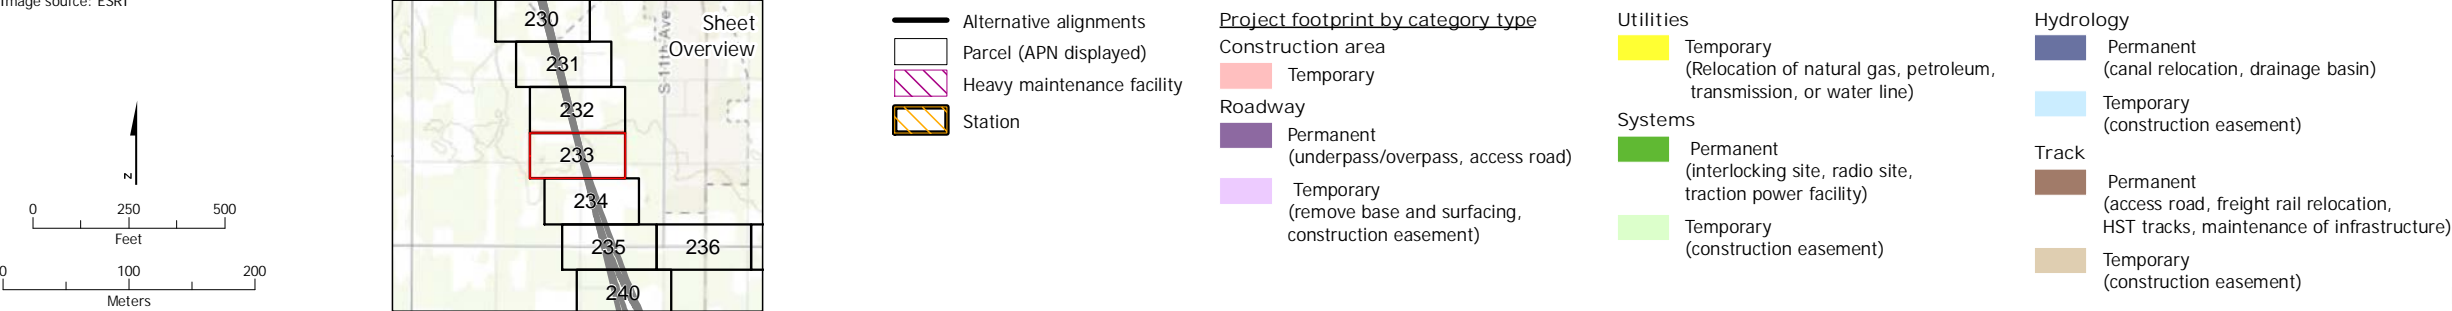 Image source: ESRI
N
0 250 500
Feet
0 100 200
Meters
Sheet
Overview
S 11th Ave
230
231
232
233
234
235
236
240
Alternative alignments
Parcel (APN displayed)
Heavy maintenance facility
Station
Project footprint by category type
Construction area
Temporary
Roadway
Permanent
(underpass/overpass, access road)
Temporary
(remove base and surfacing,
construction easement)
Utilities
Temporary
(Relocation of natural gas, petroleum,
transmission, or water line)
Systems
Permanent
(interlocking site, radio site,
traction power facility)
Temporary
(construction easement)
Hydrology
Permanent
(canal relocation, drainage basin)
Temporary
(construction easement)
Track
Permanent
(access road, freight rail relocation,
HST tracks, maintenance of infrastructure)
Temporary
(construction easement)